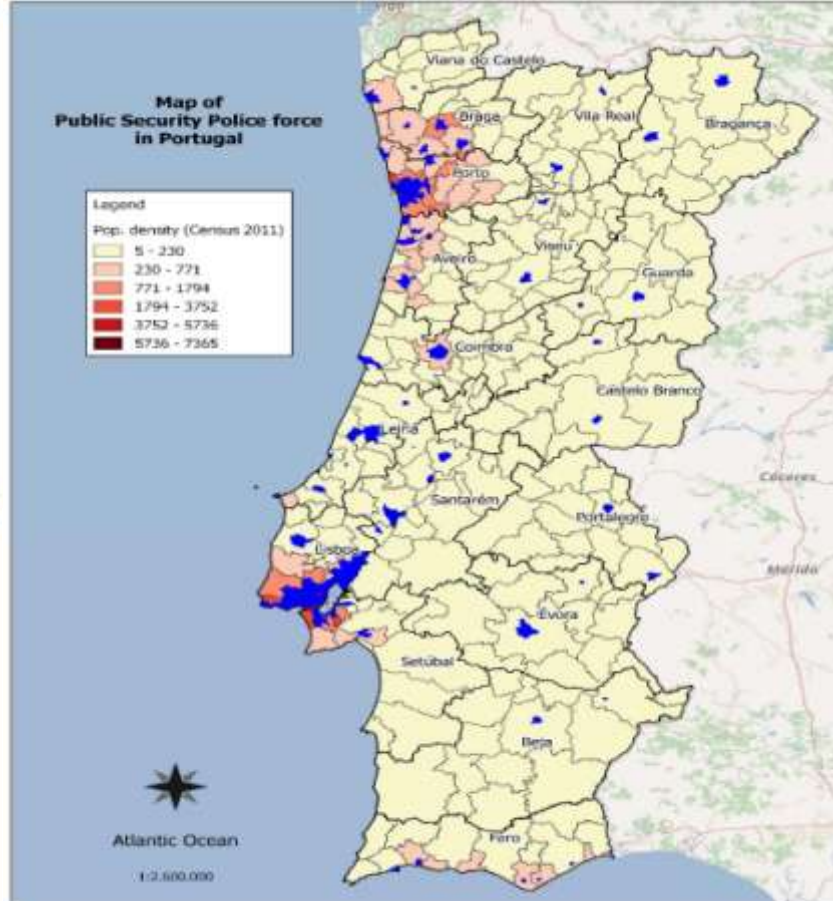 Map of
Public Security Police force
in Portugal
Legend
Pop. density (Census 2011)
5 - 230
230 - 771
771 - 1794
1794 - 3752
3752 - 5736
5736 - 7365
Viana do Castelo
Braga
Vila Real
Bragança
Porto
Aveiro
Viseu
Guarda
Coimbra
Castelo Branco
Leiria
Santarém
Cáceres
Portalegre
Lisboa
Mérida
Évora
Setúbal
Beja
Faro
Atlantic Ocean
1:2.600.000